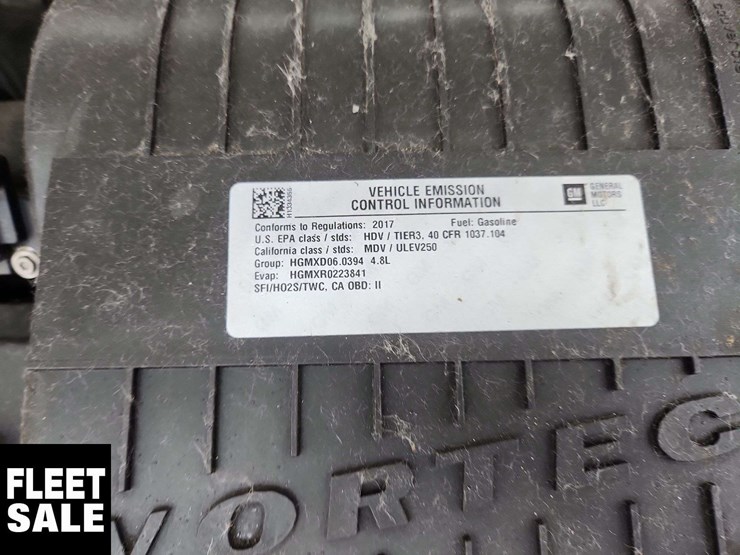 VEHICLE EMISSION
CONTROL INFORMATION
GM
GENERAL
MOTORS
LLC
Conforms to Regulations: 2017 Fuel: Gasoline
U.S. EPA class / stds: HDV / TIER3, 40 CFR 1037.104
California class / stds: MDV / ULEV250
Group: HGMXD06.0394 4.8L
Evap: HGMXR0223841
SFI/HO2S/TWC, CA OBD: II
VORTEC
FLEET
SALE